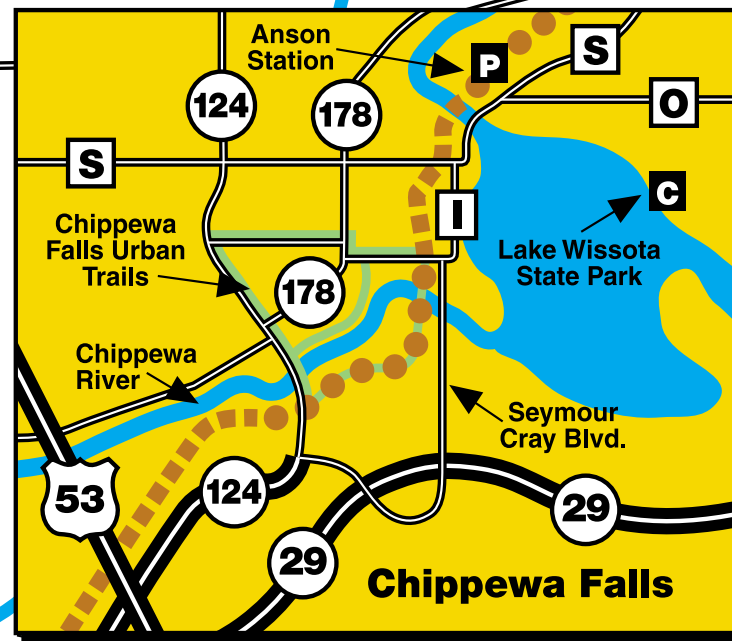 Anson
Station
P
S
124
178
O
S
C
I
Chippewa
Falls Urban
Trails
Lake Wissota
State Park
178
Chippewa
River
Seymour
Cray Blvd.
53
124
29
29
Chippewa Falls